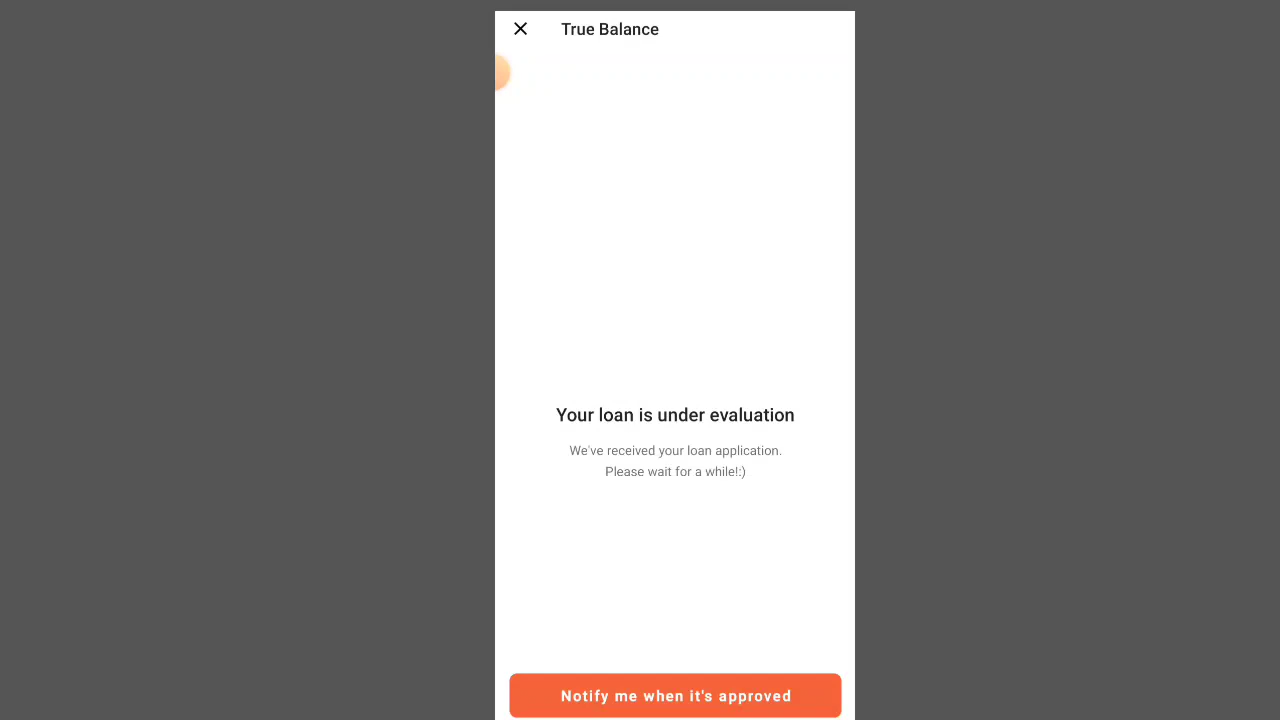 True Balance
Your loan is under evaluation
We've received your loan application.
Please wait for a while!:)
Notify me when it's approved